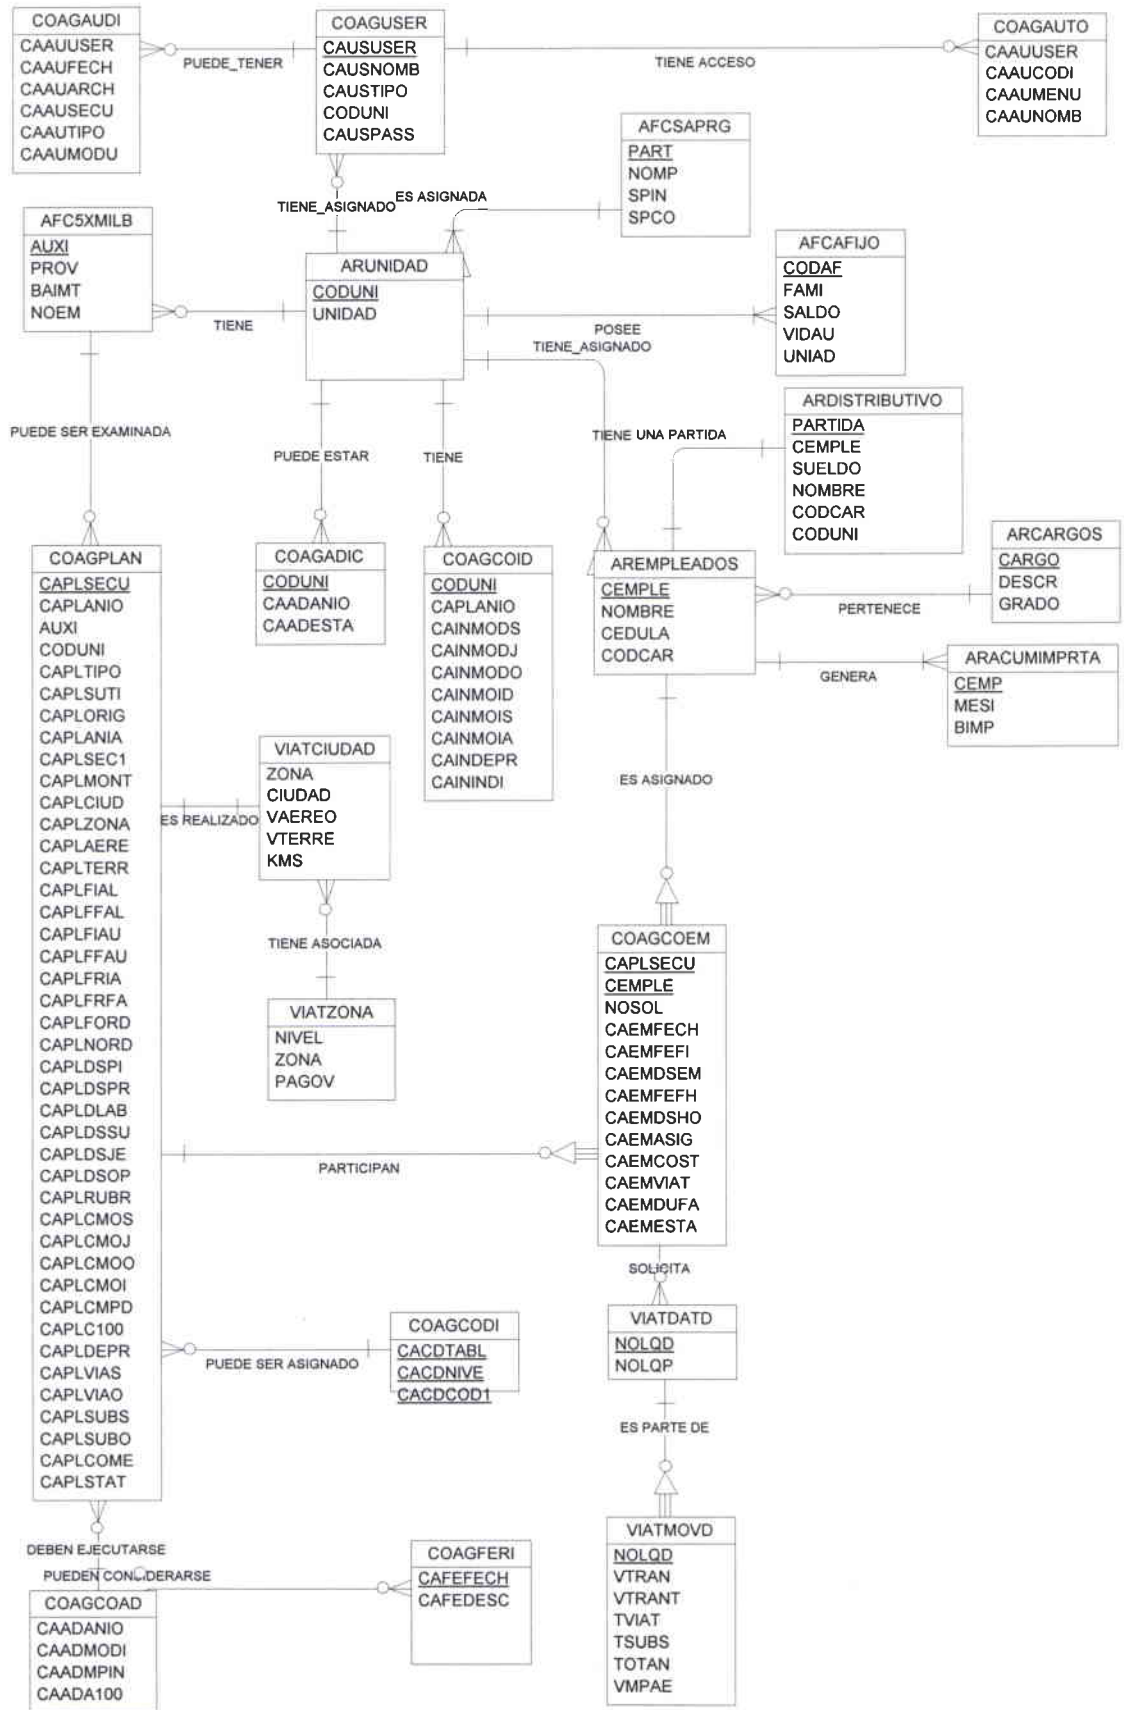 COAGAUDI
CAAUUSER
CAAUFECH
CAAUARCH
CAAUSECU
CAAUTIPO
CAAUMODU
PUEDE_TENER
COAGUSER
CAUSUSER
CAUSNOMB
CAUSTIPO
CODUNI
CAUSPASS
TIENE ACCESO
COAGAUTO
CAAUUSER
CAAUCODI
CAAUMENU
CAAUNOMB
AFCSAPRG
PART
NOMP
SPIN
SPCO
TIENE_ASIGNADO
ES ASIGNADA
AFC5XMILB
AUXI
PROV
BAIMT
NOEM
TIENE
ARUNIDAD
CODUNI
UNIDAD
AFCAFIJO
CODAF
FAMI
SALDO
VIDAU
UNIAD
POSEE
TIENE_ASIGNADO
PUEDE SER EXAMINADA
PUEDE ESTAR
TIENE
TIENE UNA PARTIDA
ARDISTRIBUTIVO
PARTIDA
CEMPLE
SUELDO
NOMBRE
CODCAR
CODUNI
COAGPLAN
CAPLSECU
CAPLANIO
AUXI
CODUNI
CAPLTIPO
CAPLSUTI
CAPLORIG
CAPLANIA
CAPLSEC1
CAPLMONT
CAPLCIUD
CAPLZONA
CAPLAERE
CAPLTERR
CAPLFIAL
CAPLFFAL
CAPLFIAU
CAPLFFAU
CAPLFRIA
CAPLFRFA
CAPLFORD
CAPLNORD
CAPLDSPI
CAPLDSPR
CAPLDLAB
CAPLDSSU
CAPLDSJE
CAPLDSOP
CAPLRUBR
CAPLCMOS
CAPLCMOJ
CAPLCMOO
CAPLCMOI
CAPLCMPD
CAPLC100
CAPLDEPR
CAPLVIAS
CAPLVIAO
CAPLSUBS
CAPLSUBO
CAPLCOME
CAPLSTAT
COAGADIC
CODUNI
CAADANIO
CAADESTA
COAGCOID
CODUNI
CAPLANIO
CAINMODS
CAINMODJ
CAINMODO
CAINMOID
CAINMOIS
CAINMOIA
CAINDEPR
CAININDI
AREMPLEADOS
CEMPLE
NOMBRE
CEDULA
CODCAR
PERTENECE
ARCARGOS
CARGO
DESCR
GRADO
GENERA
ARACUMIMPRTA
CEMP
MESI
BIMP
ES REALIZADO
VIATCIUDAD
ZONA
CIUDAD
VAEREO
VTERRE
KMS
ES ASIGNADO
TIENE ASOCIADA
VIATZONA
NIVEL
ZONA
PAGOV
COAGCOEM
CAPLSECU
CEMPLE
NOSOL
CAEMFECH
CAEMFEFI
CAEMDSEM
CAEMFEFH
CAEMDSHO
CAEMASIG
CAEMCOST
CAEMVIAT
CAEMDUFA
CAEMESTA
PARTICIPAN
SOLICITA
VIATDATD
NOLQD
NOLQP
PUEDE SER ASIGNADO
COAGCODI
CACDTABL
CACDNIVE
CACDCOD1
ES PARTE DE
VIATMOVD
NOLQD
VTRAN
VTRANT
TVIAT
TSUBS
TOTAN
VMPAE
DEBEN EJECUTARSE
PUEDEN CONSIDERARSE
COAGFERI
CAFEFECH
CAFEDESC
COAGCOAD
CAADANIO
CAADMODI
CAADMPIN
CAADA100